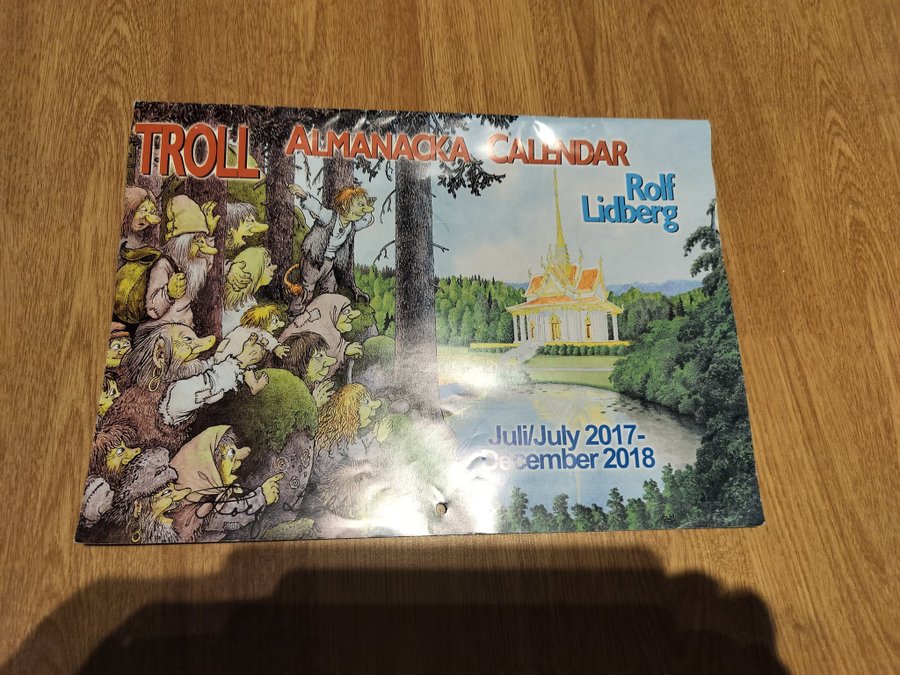 TROLL ALMANACKA CALENDAR
Rolf
Lidberg
Juli/July 2017-
December 2018